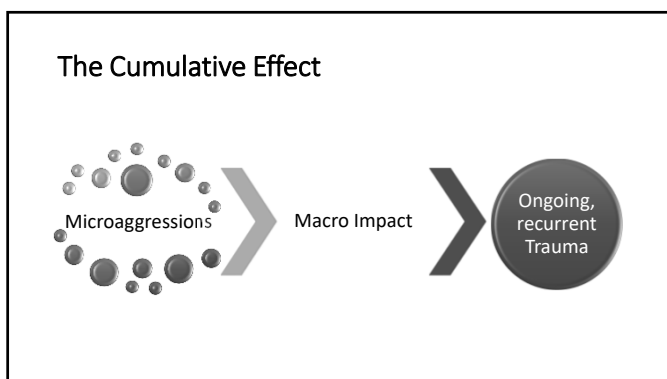 The Cumulative Effect
Microaggressions
Macro Impact
Ongoing,
recurrent
Trauma